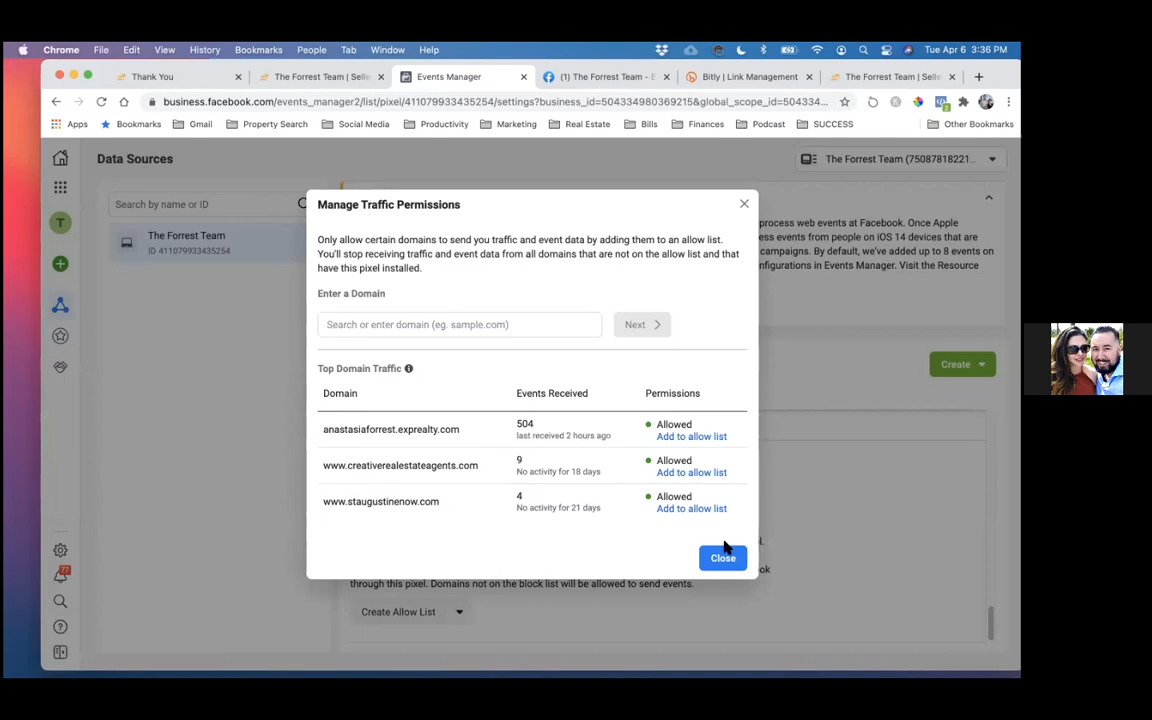 Chrome File Edit View History Bookmarks People Tab Window Help Tue Apr 6 3:36 PM
Thank You The Forrest Team | Selle Events Manager (1) The Forrest Team - E Bitly | Link Management The Forrest Team | Selle
business.facebook.com/events_manager2/list/pixel/411079933435254/settings?business_id=504334980369215&global_scope_id=504334...
Apps Bookmarks Gmail Property Search Social Media Productivity Marketing Real Estate Bills Finances Podcast SUCCESS Other Bookmarks
Data Sources
The Forrest Team (75087818221...
Search by name or ID
The Forrest Team
ID 411079933435254
T
77
process web events at Facebook. Once Apple
ess events from people on iOS 14 devices that are
campaigns. By default, we've added up to 8 events on
nfigurations in Events Manager. Visit the Resource
Create
Manage Traffic Permissions
Only allow certain domains to send you traffic and event data by adding them to an allow list.
You'll stop receiving traffic and event data from all domains that are not on the allow list and that
have this pixel installed.
Enter a Domain
Search or enter domain (eg. sample.com) Next
Top Domain Traffic
Domain Events Received Permissions
anastasiaforrest.exprealty.com 504 Allowed
last received 2 hours ago Add to allow list
www.creativerealestateagents.com 9 Allowed
No activity for 18 days Add to allow list
www.staugustinenow.com 4 Allowed
No activity for 21 days Add to allow list
Close
l.
ook
through this pixel. Domains not on the block list will be allowed to send events.
Create Allow List